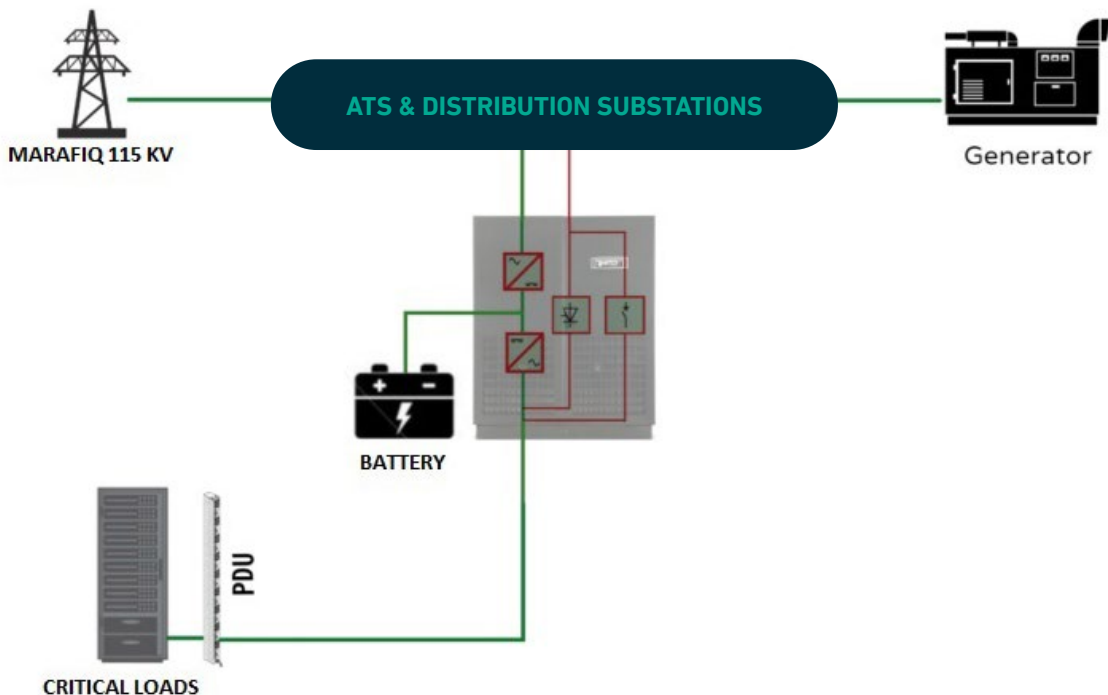 ATS & DISTRIBUTION SUBSTATIONS
MARAFIQ 115 KV
Generator
BATTERY
PDU
CRITICAL LOADS